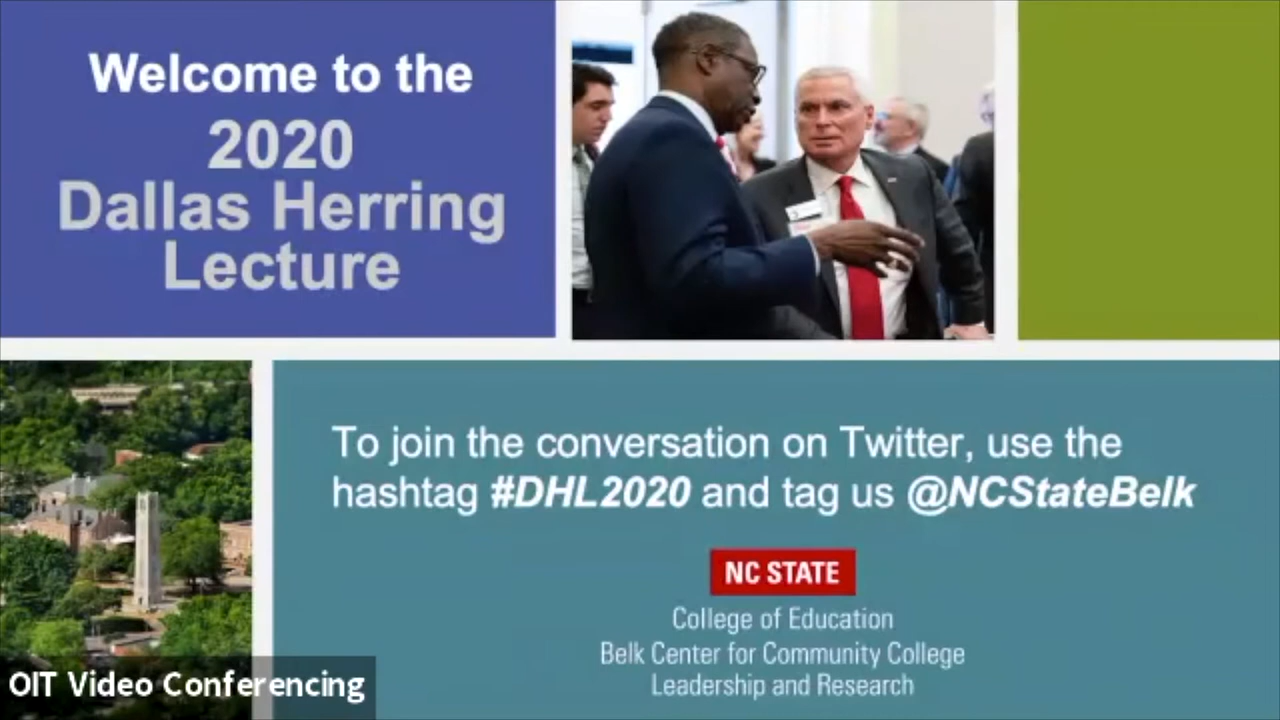 Welcome to the
2020
Dallas Herring
Lecture
To join the conversation on Twitter, use the
hashtag #DHL2020 and tag us @NCStateBelk
NC STATE
College of Education
Belk Center for Community College
Leadership and Research
OIT Video Conferencing